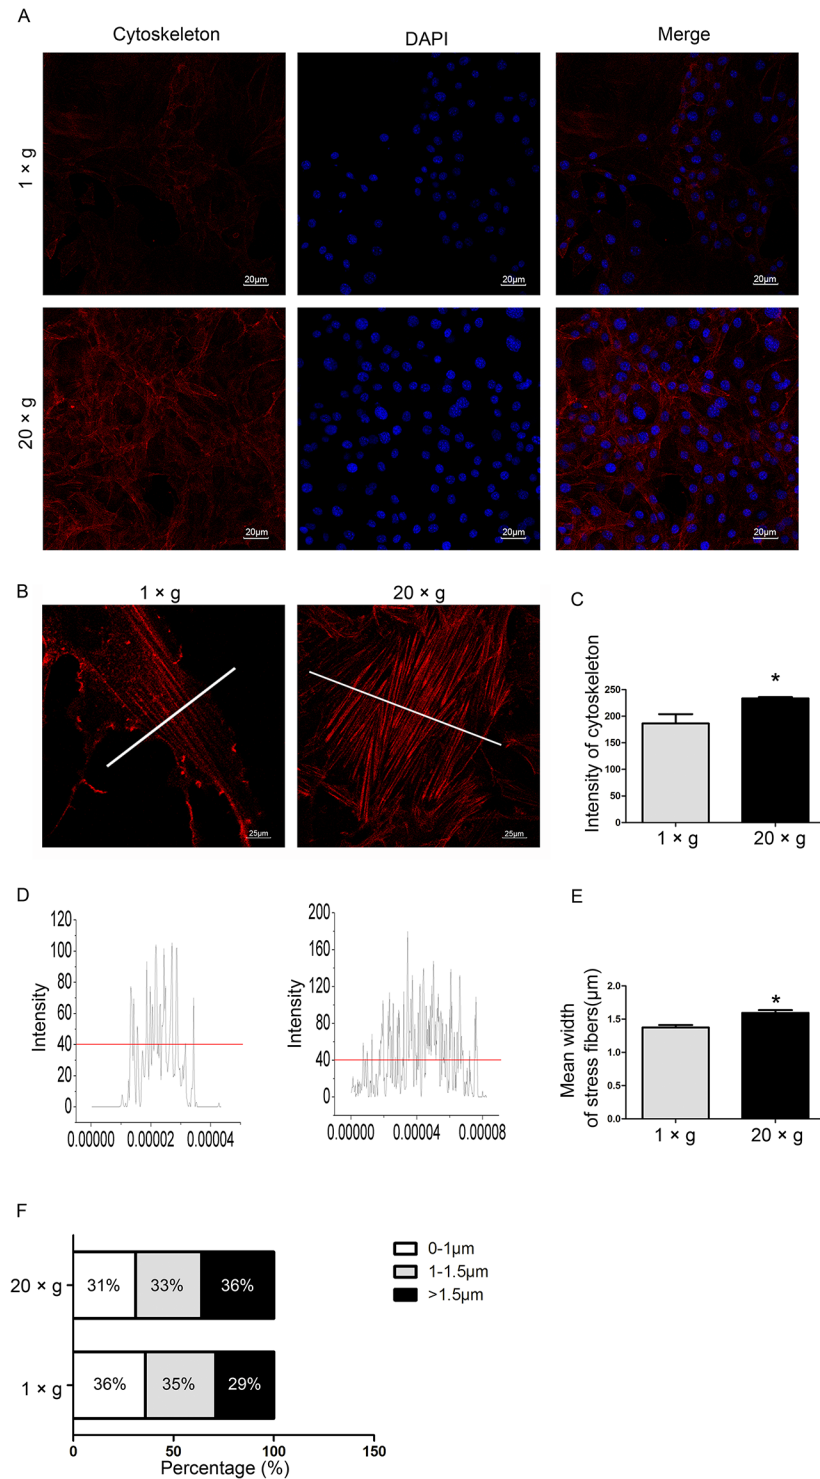 A
Cytoskeleton DAPI Merge
1 × g
20µm 20µm 20µm
20 × g
20µm 20µm 20µm
B
1 × g 20 × g
25µm 25µm
C
Intensity of cytoskeleton
250
200
150
100
50
0
1 × g 20 × g
*
D
Intensity
120
100
80
60
40
20
0
0.00000 0.00002 0.00004
Intensity
200
160
120
80
40
0
0.00000 0.00004 0.00008
E
Mean width
of stress fibers(µm)
2.0
1.5
1.0
0.5
0.0
1 × g 20 × g
*
F
20 × g 31% 33% 36%
1 × g 36% 35% 29%
0 50 100 150
Percentage (%)
0-1µm
1-1.5µm
>1.5µm